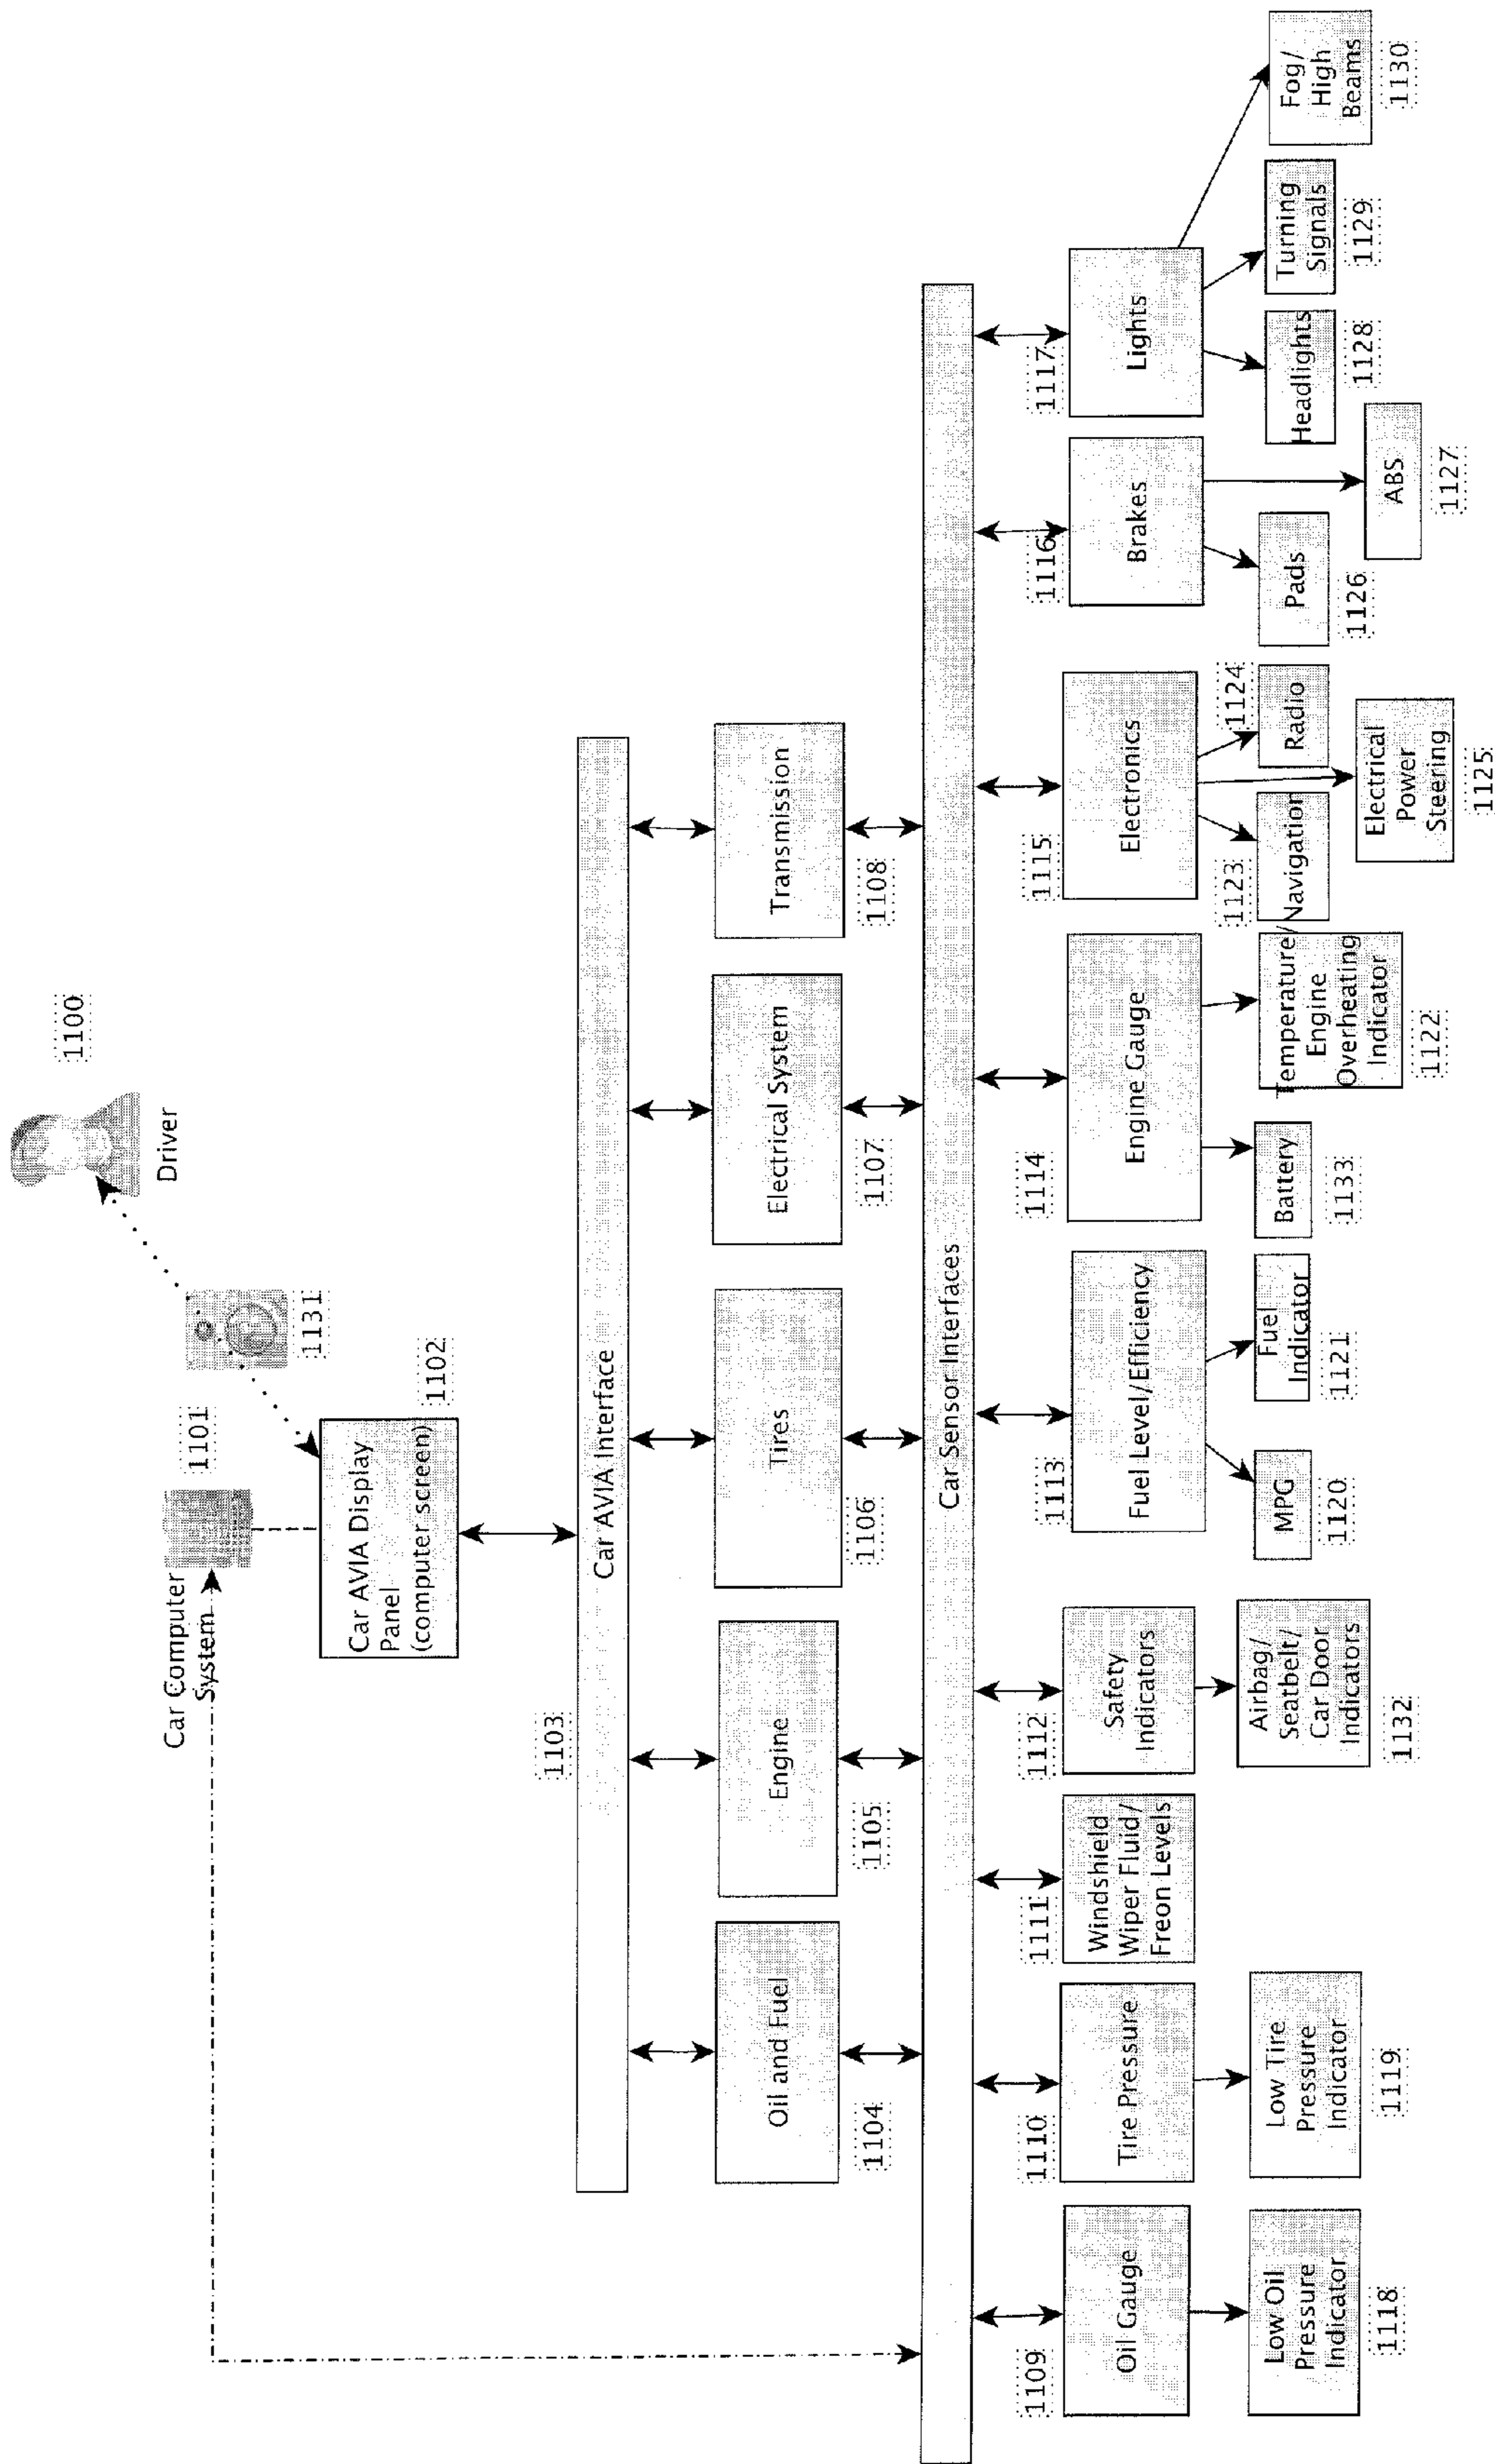 1100
Driver
Car Computer
System
1101
1131
Car AVIA Display
Panel
(computer screen)
1102
1103
Car AVIA Interface
Oil and Fuel
1104
Engine
1105
Tires
1106
Electrical System
1107
Transmission
1108
Car Sensor Interfaces
1109
Oil Gauge
1110
Tire Pressure
1111
Windshield
Wiper Fluid/
Freon Levels
1112
Safety
Indicators
1113
Fuel Level/Efficiency
1114
Engine Gauge
1115
Electronics
1116
Brakes
1117
Lights
Low Oil
Pressure
Indicator
1118
Low Tire
Pressure
Indicator
1119
Airbag/
Seatbelt/
Car Door
Indicators
1132
MPG
1120
Fuel
Indicator
1121
Battery
1133
Temperature/
Engine
Overheating
Indicator
1122
1123
Navigation
1124
Radio
Electrical
Power
Steering
1125
Pads
1126
ABS
1127
Headlights
1128
Turning
Signals
1129
Fog/
High
Beams
1130